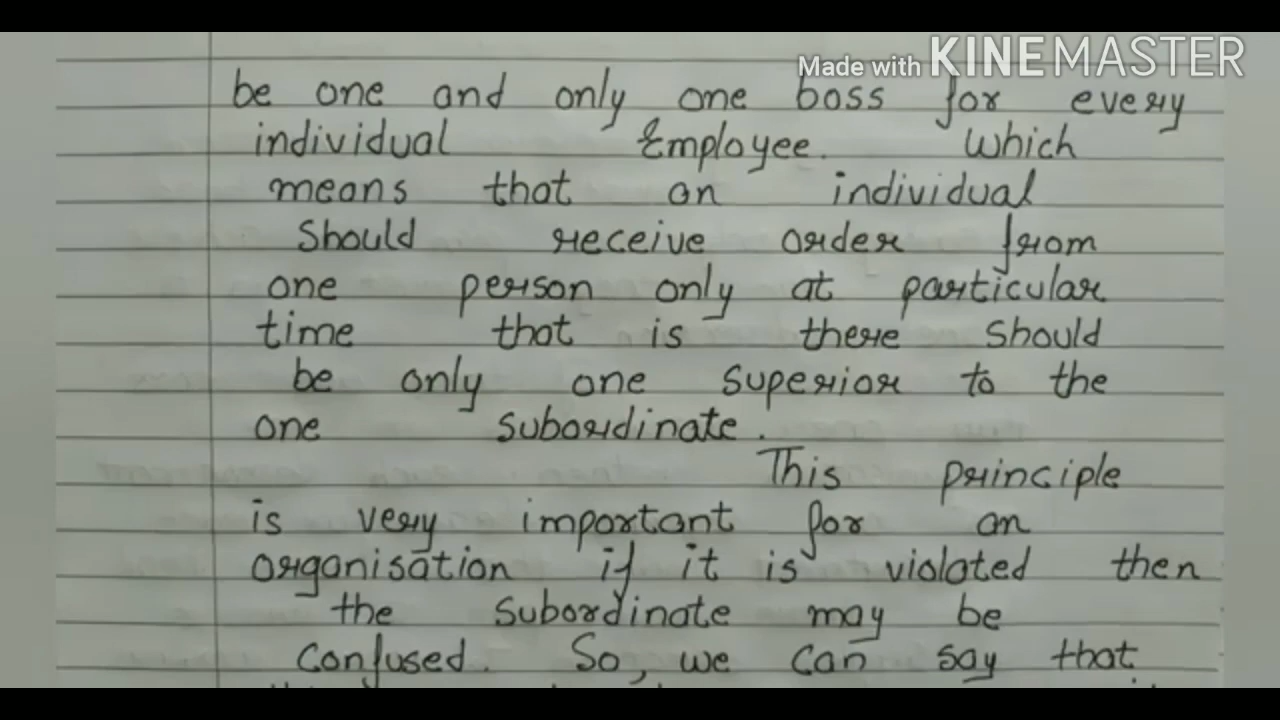 Made with KINEMASTER
be one and only one boss for every
individual Employee. Which
means that an individual
Should receive order from
one person only at particular
time that is there Should
be only one Superior to the
one subordinate.
This principle
is very important for an
organisation if it is violated then
the Subordinate may be
Confused. So, we can say that